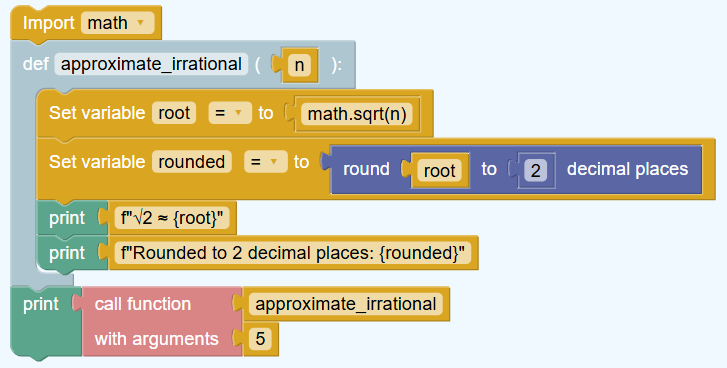 Import math
def approximate_irrational ( n ):
Set variable root = to math.sqrt(n)
Set variable rounded = to round root to 2 decimal places
print f"√2 ≈ {root}"
print f"Rounded to 2 decimal places: {rounded}"
print call function approximate_irrational
with arguments 5